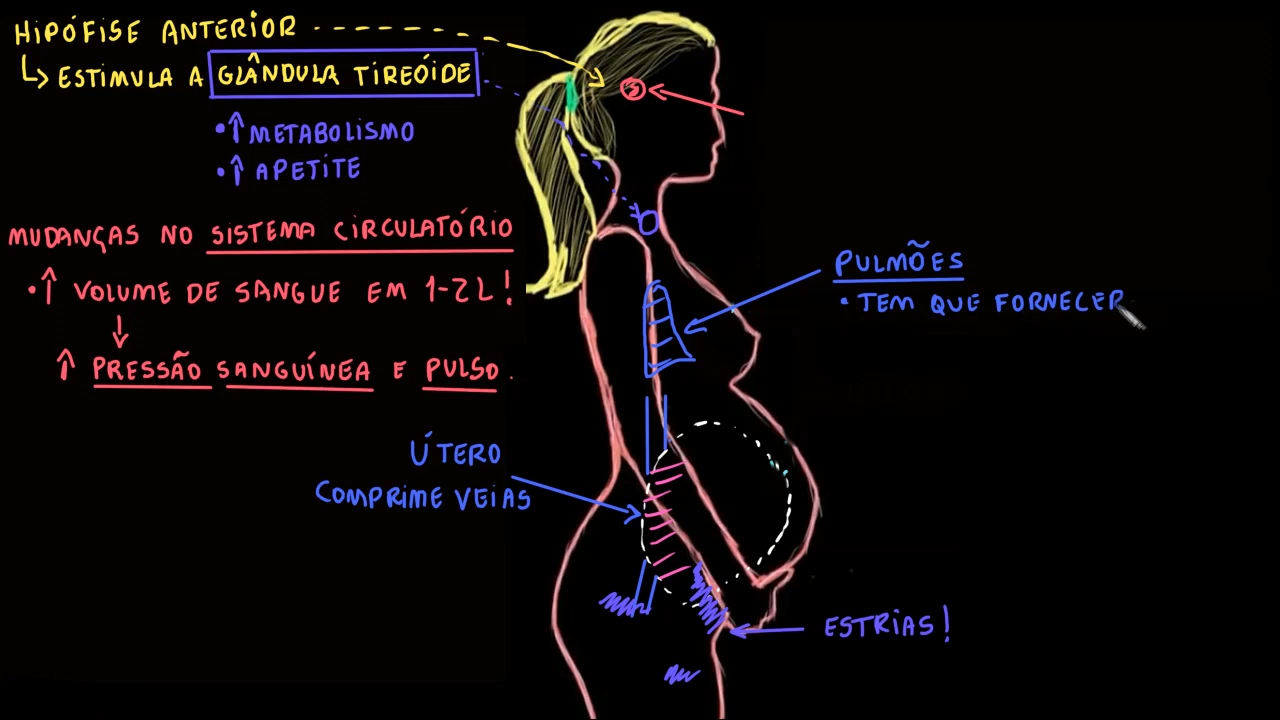 HIPÓFISE ANTERIOR
↳ ESTIMULA A GLÂNDULA TIREÓIDE
• ↑ METABOLISMO
• ↑ APETITE
MUDANÇAS NO SISTEMA CIRCULATÓRIO
• ↑ VOLUME DE SANGUE EM 1-2 L!
↓
↑ PRESSÃO SANGUÍNEA E PULSO.
ÚTERO
COMPRIME VEIAS
PULMÕES
• TEM QUE FORNECER
ESTRIAS!